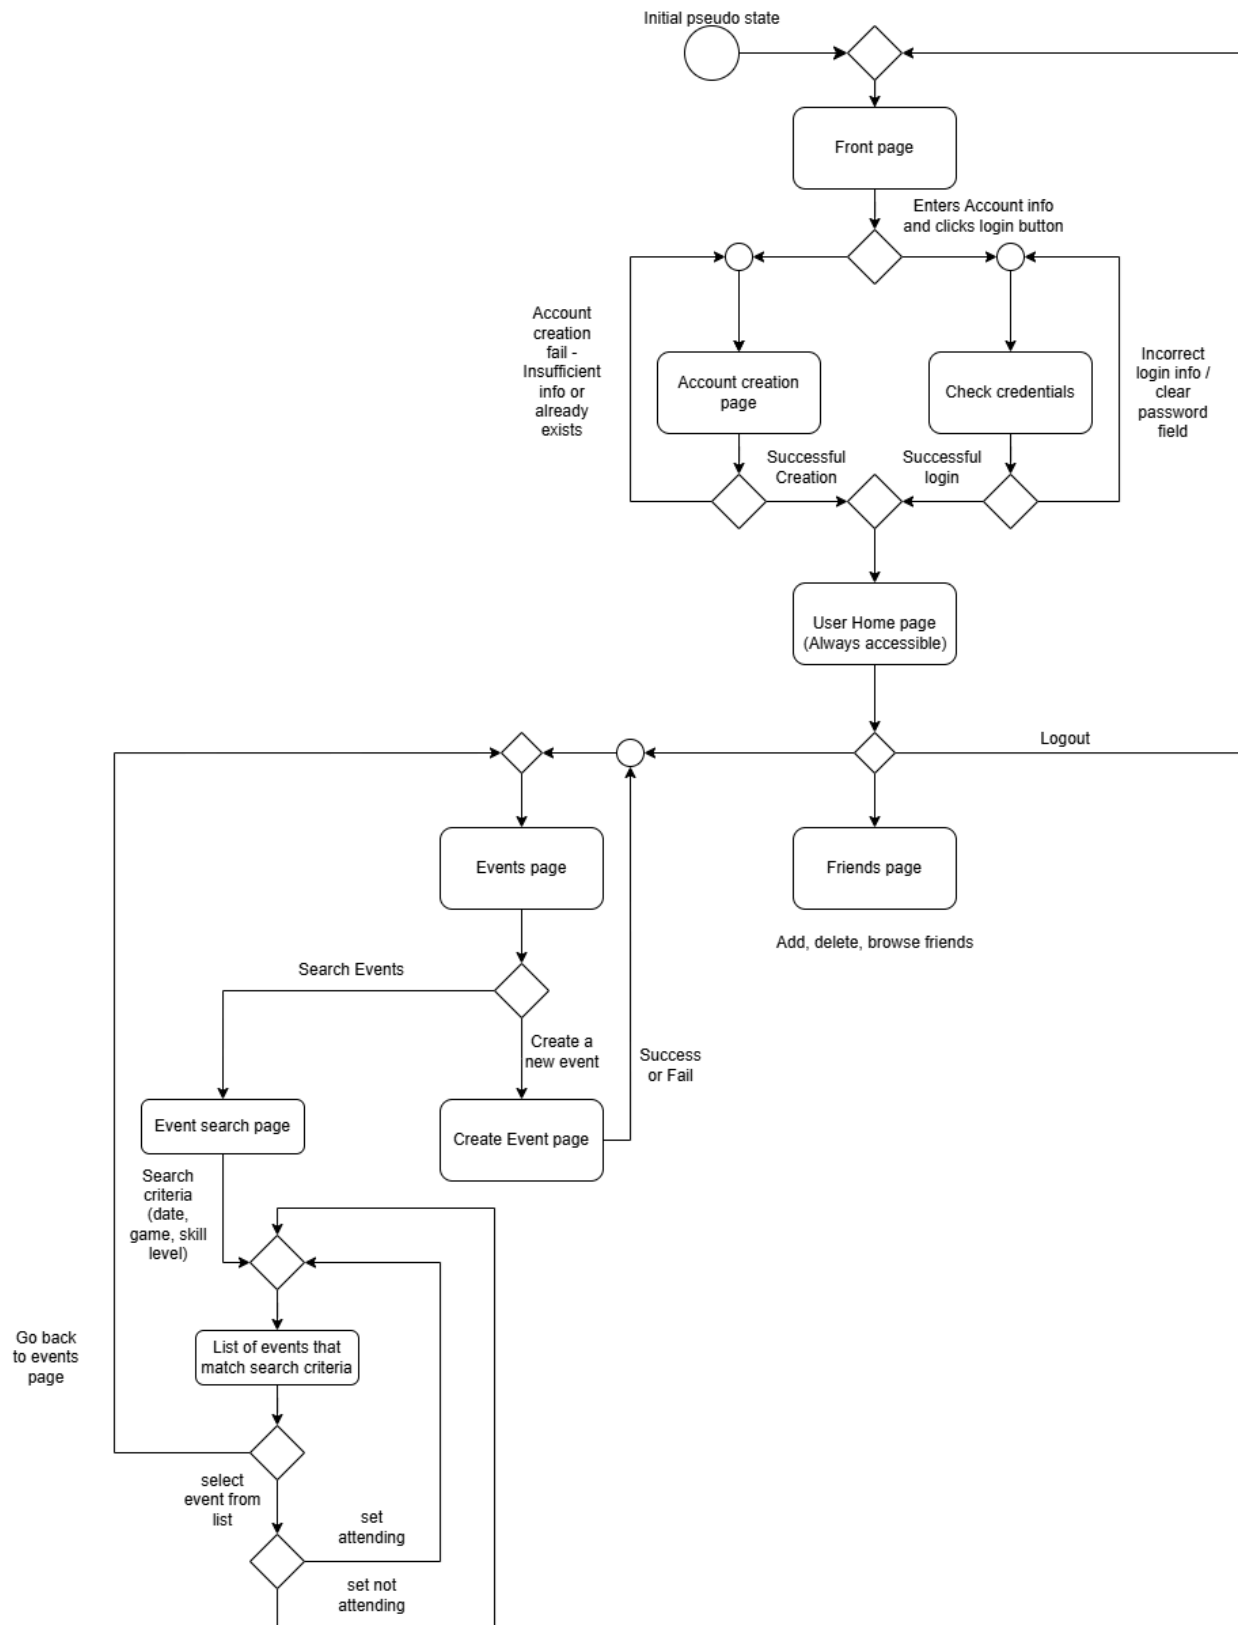 Initial pseudo state
Front page
Enters Account info
and clicks login button
Account
creation
fail -
Insufficient
info or
already
exists
Account creation
page
Check credentials
Incorrect
login info /
clear
password
field
Successful
Creation
Successful
login
User Home page
(Always accessible)
Logout
Events page
Friends page
Add, delete, browse friends
Search Events
Create a
new event
Success
or Fail
Event search page
Create Event page
Search
criteria
(date,
game, skill
level)
Go back
to events
page
List of events that
match search criteria
select
event from
list
set
attending
set not
attending